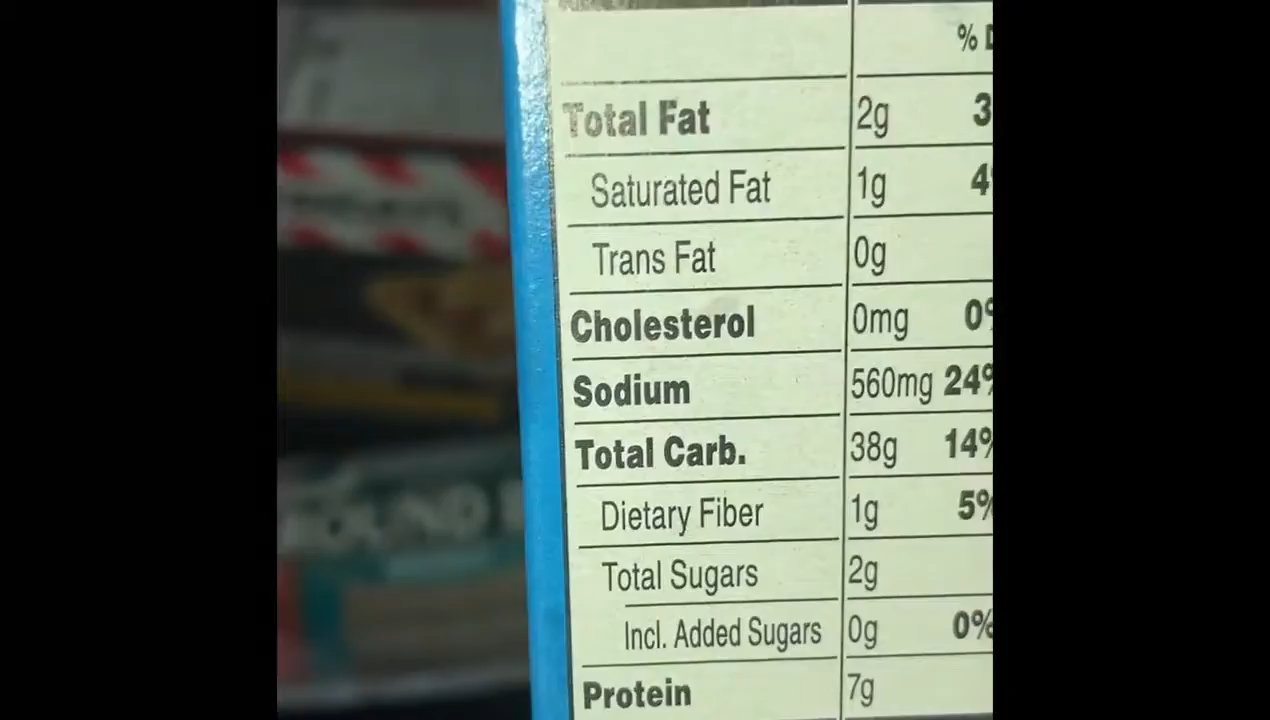 %
Total Fat 2g 3
Saturated Fat 1g 4
Trans Fat 0g
Cholesterol 0mg 0%
Sodium 560mg 24%
Total Carb. 38g 14%
Dietary Fiber 1g 5%
Total Sugars 2g
Incl. Added Sugars 0g 0%
Protein 7g